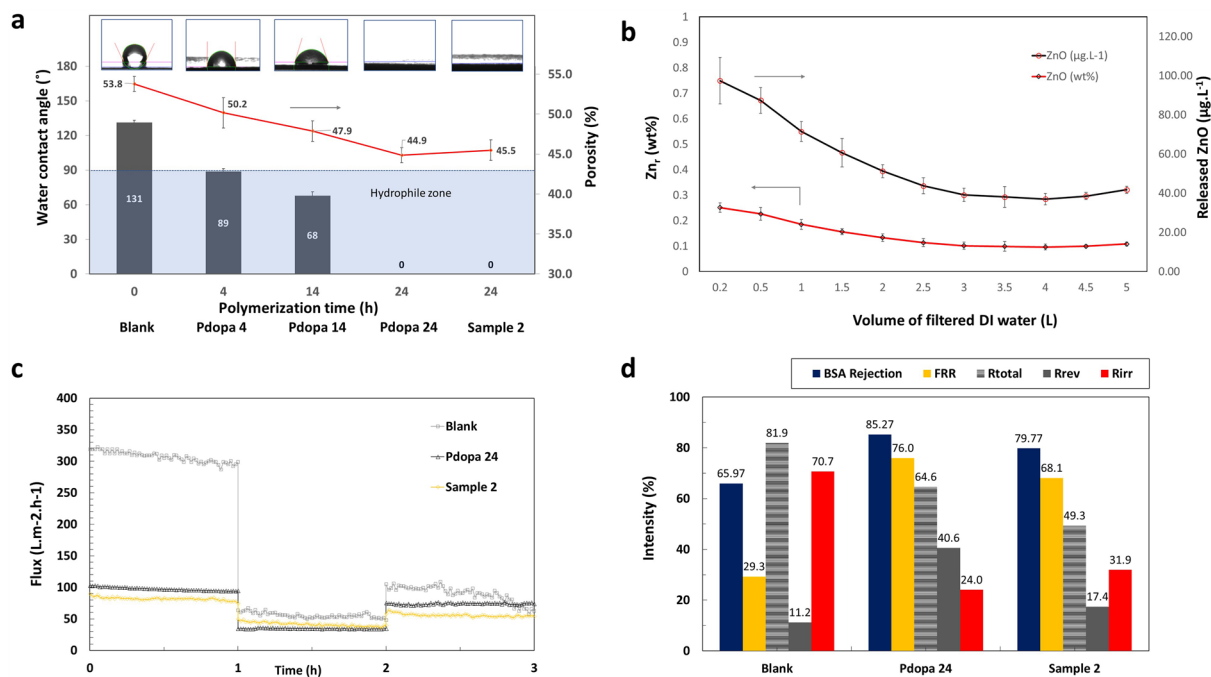 a
Water contact angle (°)
180
150
120
90
60
30
0
53.8
50.2
47.9
44.9
45.5
131
89
68
0
0
Hydrophile zone
55.0
50.0
45.0
40.0
35.0
30.0
Porosity (%)
0
4
14
24
24
Polymerization time (h)
Blank
Pdopa 4
Pdopa 14
Pdopa 24
Sample 2
b
Znr (wt%)
1
0.9
0.8
0.7
0.6
0.5
0.4
0.3
0.2
0.1
0
ZnO (µg.L-1)
ZnO (wt%)
120.00
100.00
80.00
60.00
40.00
20.00
0.00
Released ZnO (µg.L-1)
0.2
0.5
1
1.5
2
2.5
3
3.5
4
4.5
5
Volume of filtered DI water (L)
c
Flux (L.m-2.h-1)
400
350
300
250
200
150
100
50
0
Blank
Pdopa 24
Sample 2
0
1
2
3
Time (h)
d
BSA Rejection
FRR
Rtotal
Rrev
Rirr
Intensity (%)
100
80
60
40
20
0
65.97
29.3
81.9
11.2
70.7
85.27
76.0
64.6
40.6
24.0
79.77
68.1
49.3
17.4
31.9
Blank
Pdopa 24
Sample 2